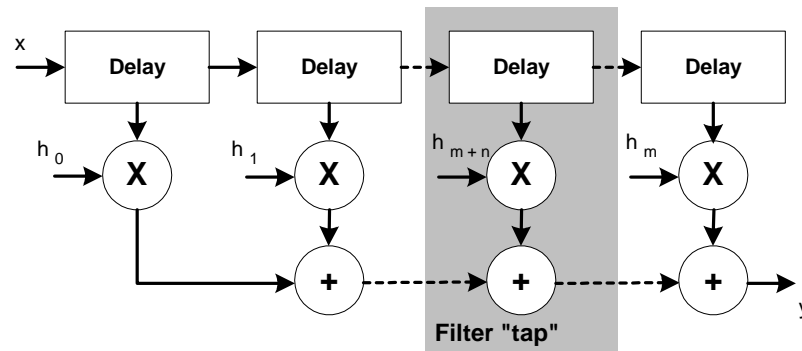 x
Delay Delay Delay Delay
h 0 h 1 h m + n h m
X X X X
+ + +
y
Filter "tap"